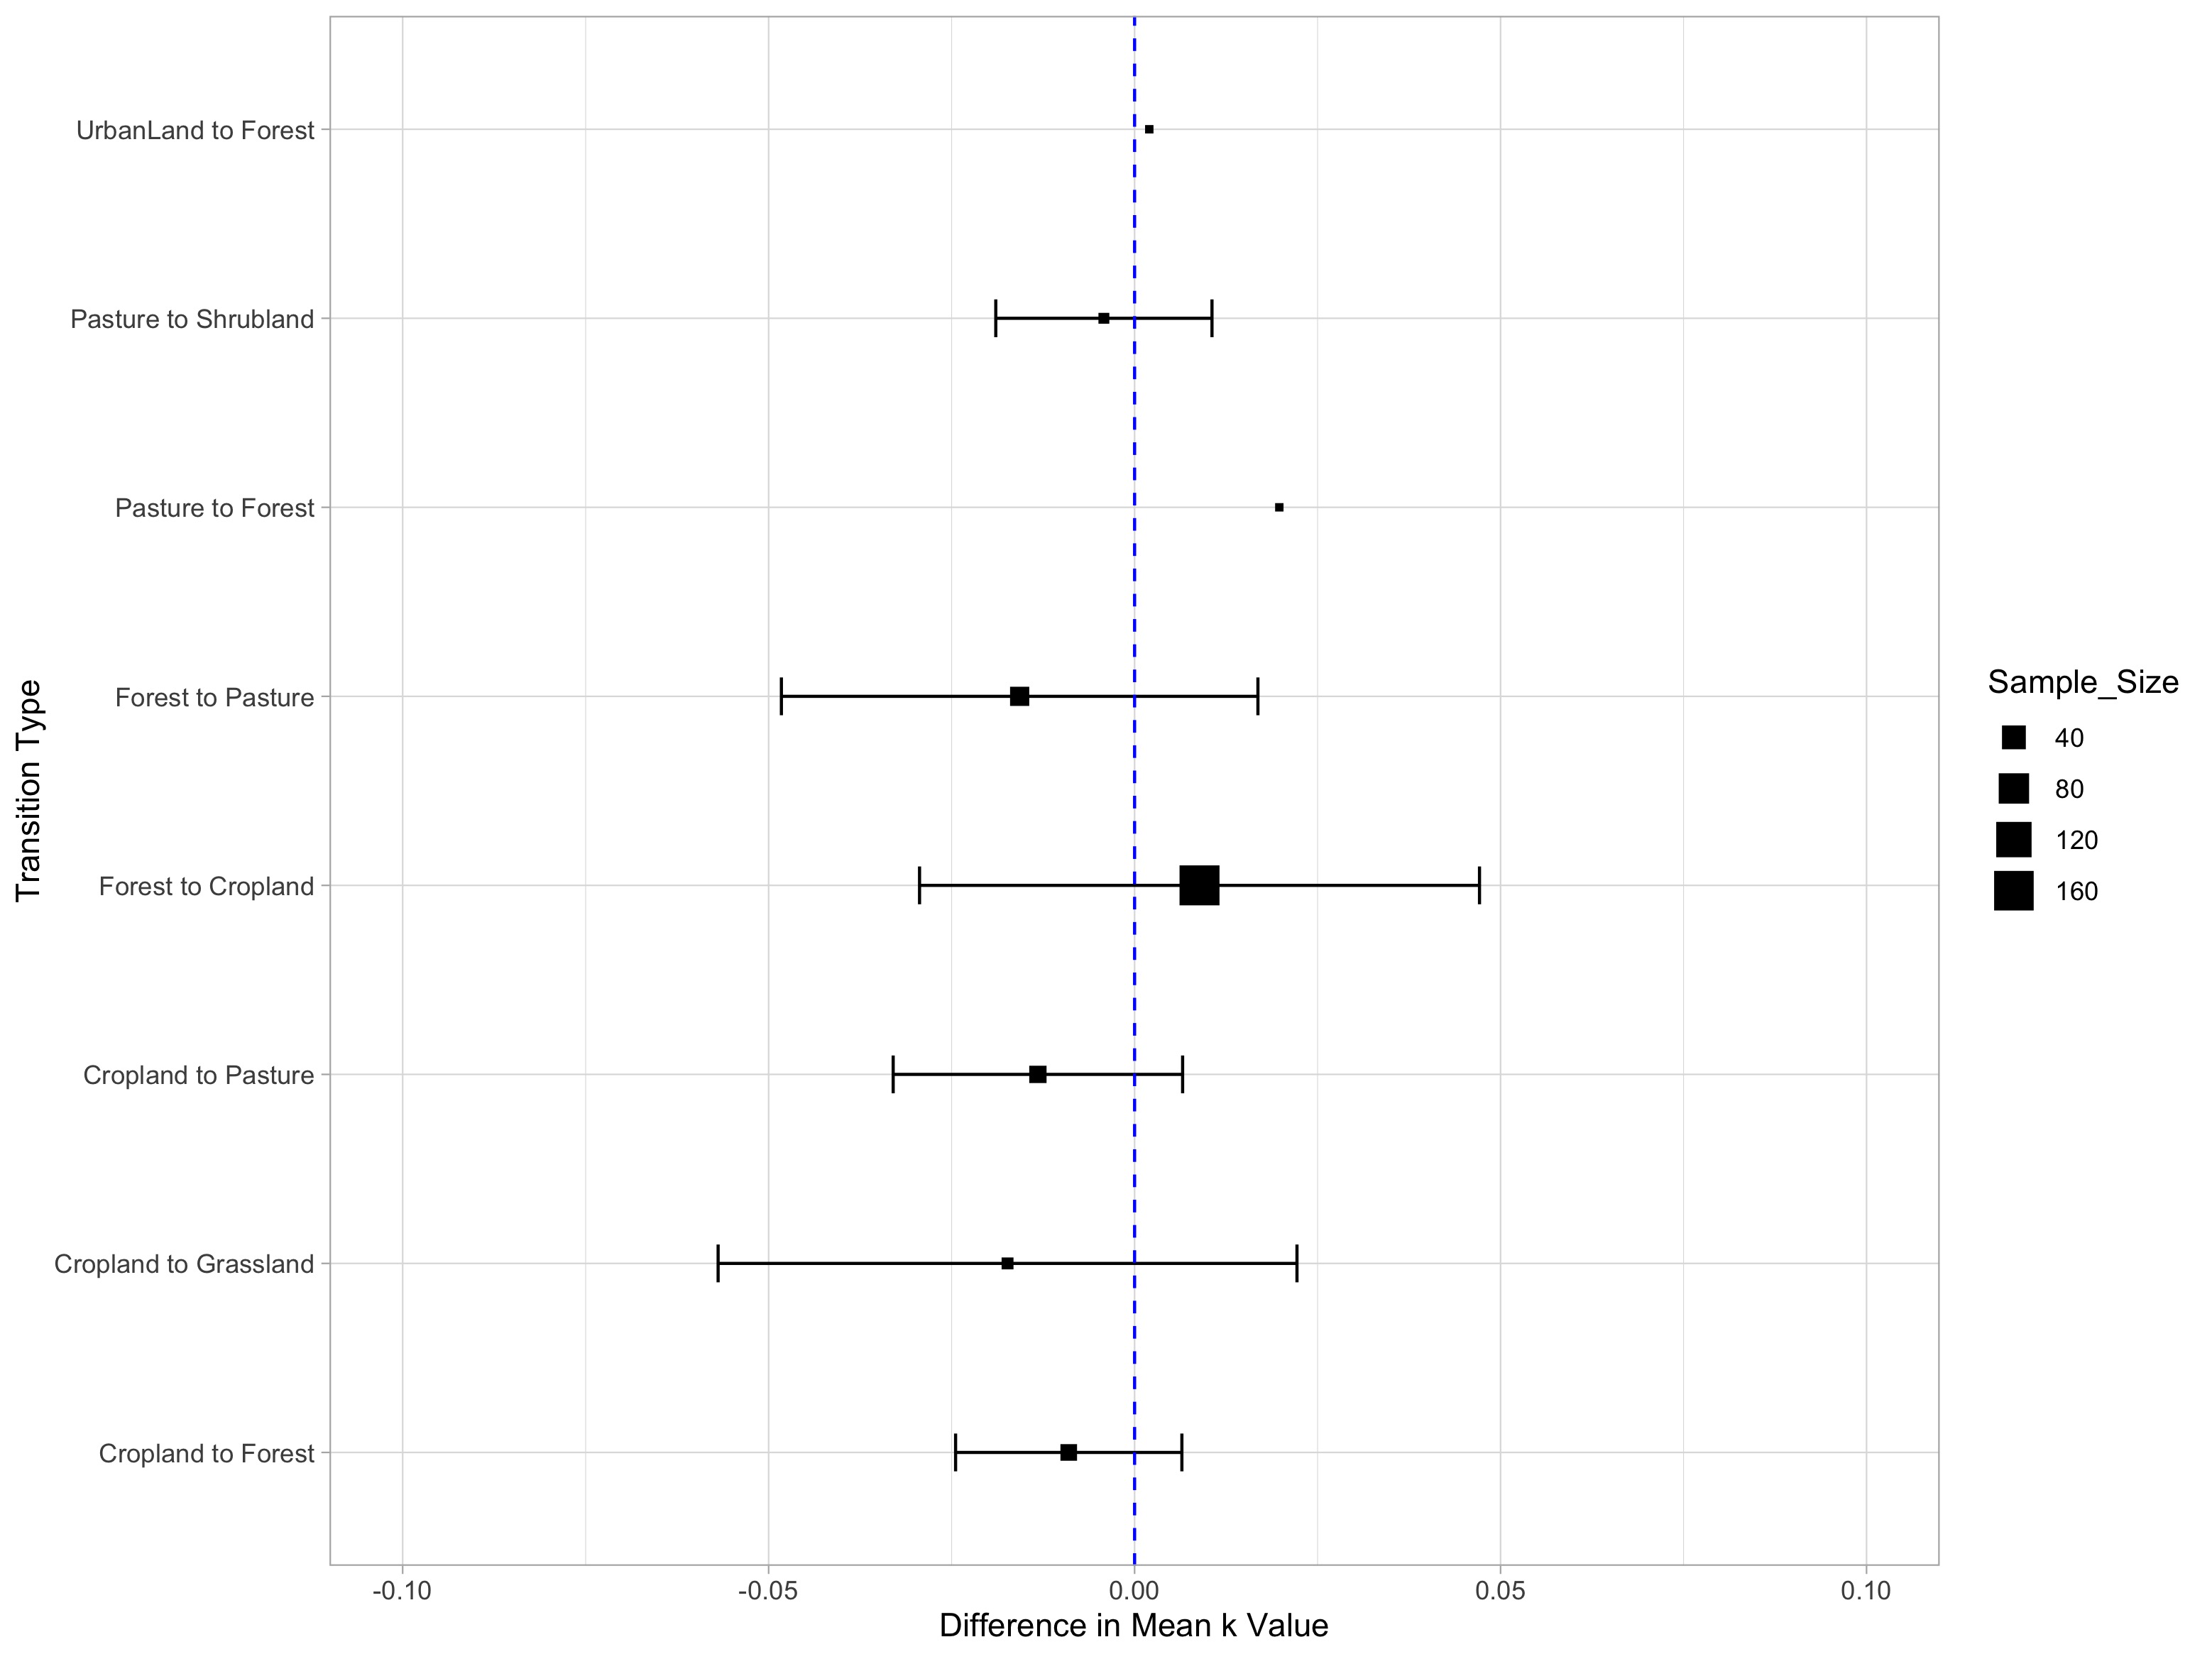 Transition Type
UrbanLand to Forest
Pasture to Shrubland
Pasture to Forest
Forest to Pasture
Forest to Cropland
Cropland to Pasture
Cropland to Grassland
Cropland to Forest
-0.10 -0.05 0.00 0.05 0.10
Difference in Mean k Value
Sample_Size
40
80
120
160